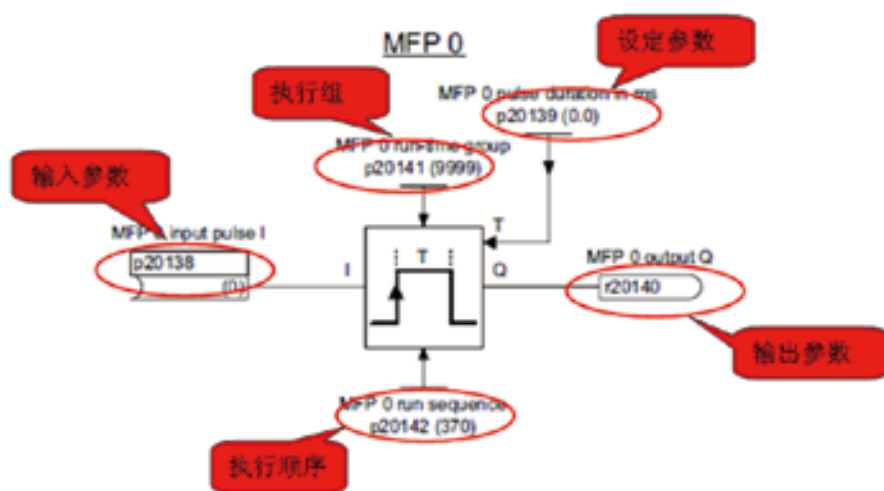 MFP 0
设定参数
执行组
MFP 0 pulse duration in ms
p20139 (0.0)
MFP 0 run-time group
p20141 (9999)
输入参数
MFP 0 input pulse I
p20138
(0)
I
T
T
Q
MFP 0 output Q
r20140
输出参数
MFP 0 run sequence
p20142 (370)
执行顺序